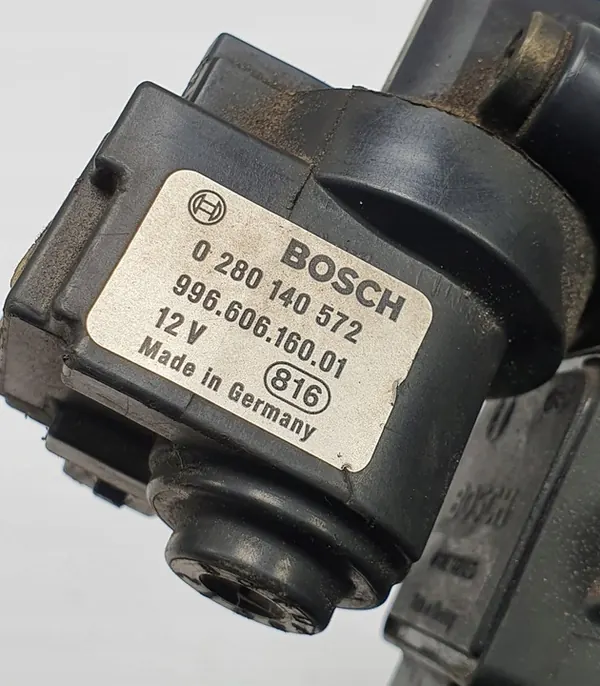 BOSCH
0 280 140 572
996.606.160.01
12 V 816
Made in Germany